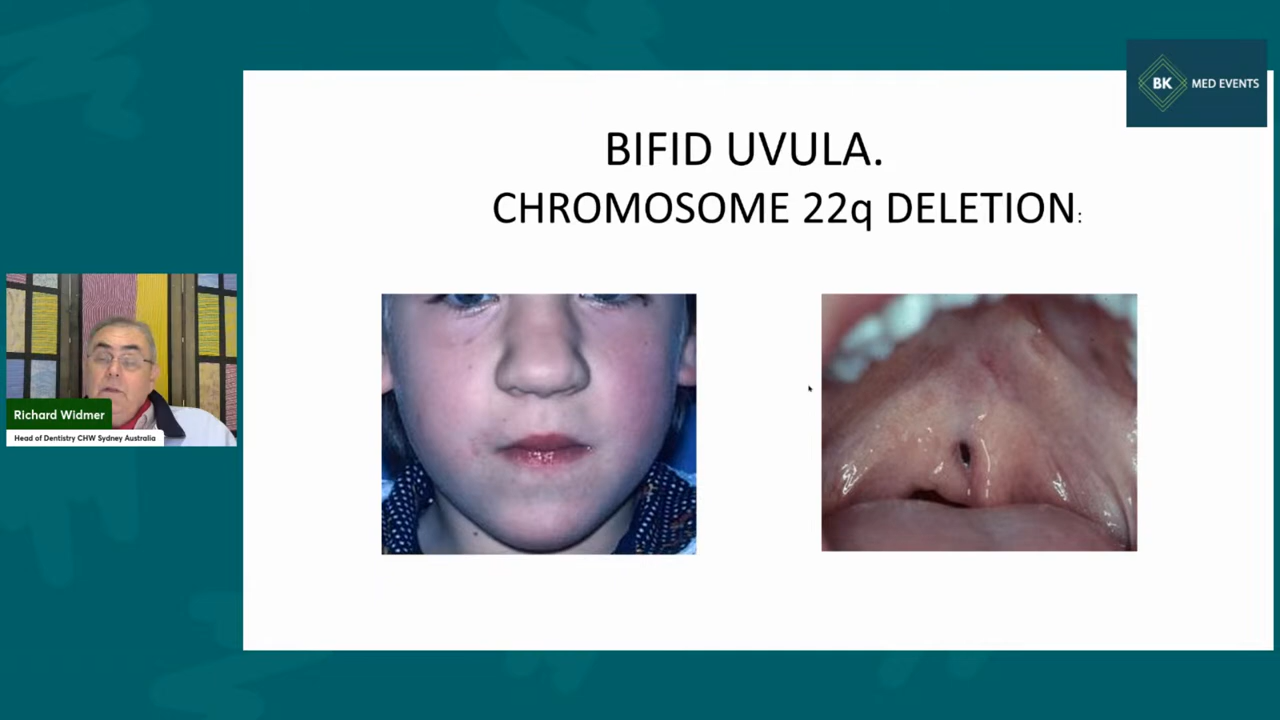 BK MED EVENTS
BIFID UVULA.
CHROMOSOME 22q DELETION:
Richard Widmer
Head of Dentistry CHW Sydney Australia